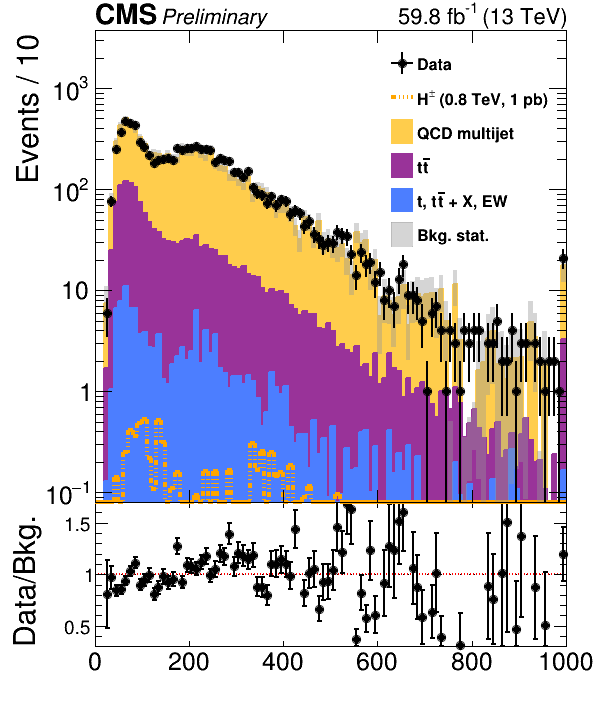 CMS Preliminary 59.8 fb⁻¹ (13 TeV)
Events / 10
10³
10²
10
1
10⁻¹
Data
H± (0.8 TeV, 1 pb)
QCD multijet
tt̄
t, tt̄ + X, EW
Bkg. stat.
Data/Bkg.
1.5
1
0.5
0 200 400 600 800 1000